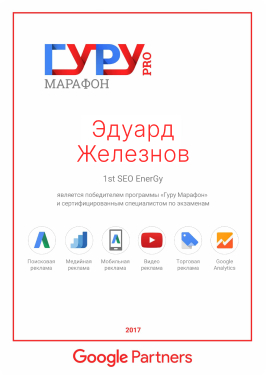 ГУРУ PRO
МАРАФОН
Эдуард
Железнов
1st SEO EnerGy
является победителем программы «Гуру Марафон»
и сертифицированным специалистом по экзаменам
Поисковая реклама
Медийная реклама
Мобильная реклама
Видео реклама
Торговая реклама
Google Analytics
2017
Google Partners